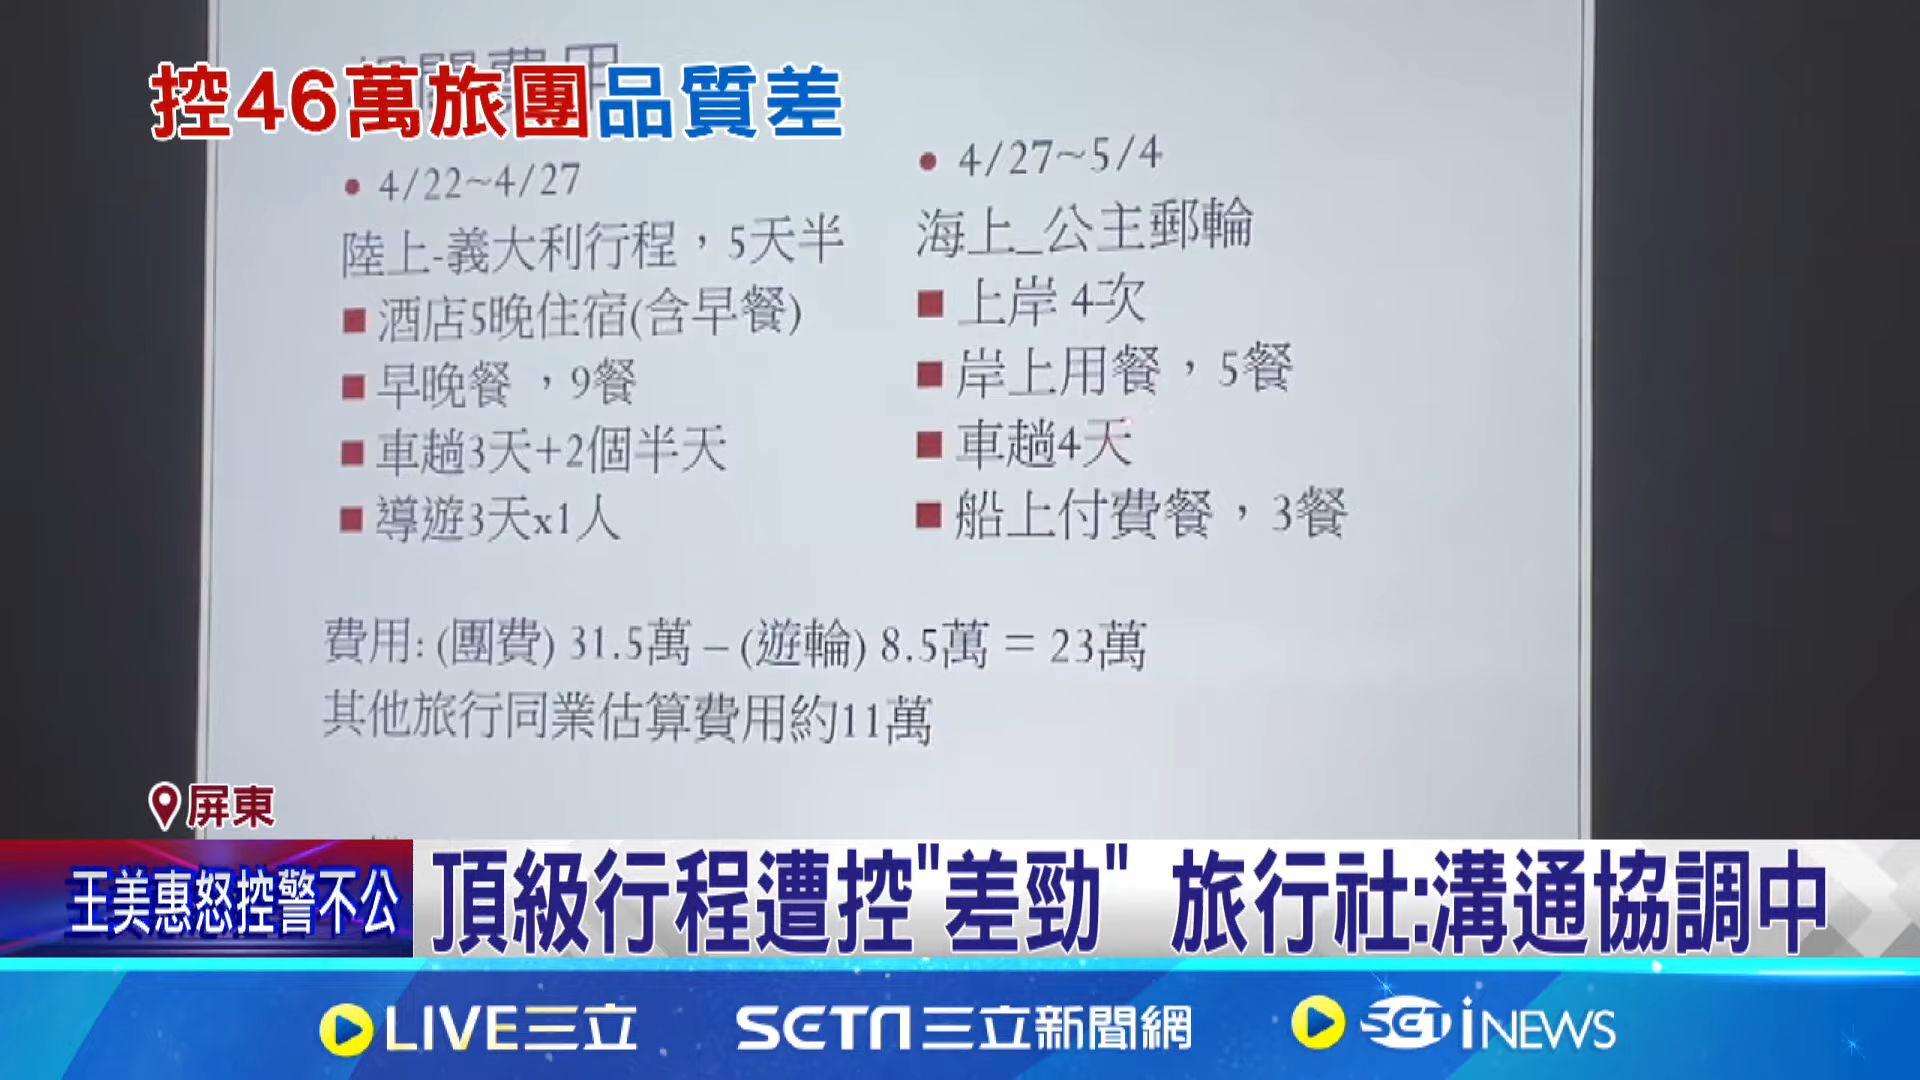 控46萬旅團品質差
相關費用
• 4/22~4/27
陸上-義大利行程，5天半
■ 酒店5晚住宿(含早餐)
■ 早晚餐，9餐
■ 車趟3天+2個半天
■ 導遊3天x1人
• 4/27~5/4
海上_公主郵輪
■ 上岸 4次
■ 岸上用餐，5餐
■ 車趟4天
■ 船上付費餐，3餐
費用: (團費) 31.5萬 – (遊輪) 8.5萬 = 23萬
其他旅行同業估算費用約11萬
屏東
王美惠怒控警不公
頂級行程遭控"差勁" 旅行社:溝通協調中
LIVE三立
SETN三立新聞網
SET iNEWS